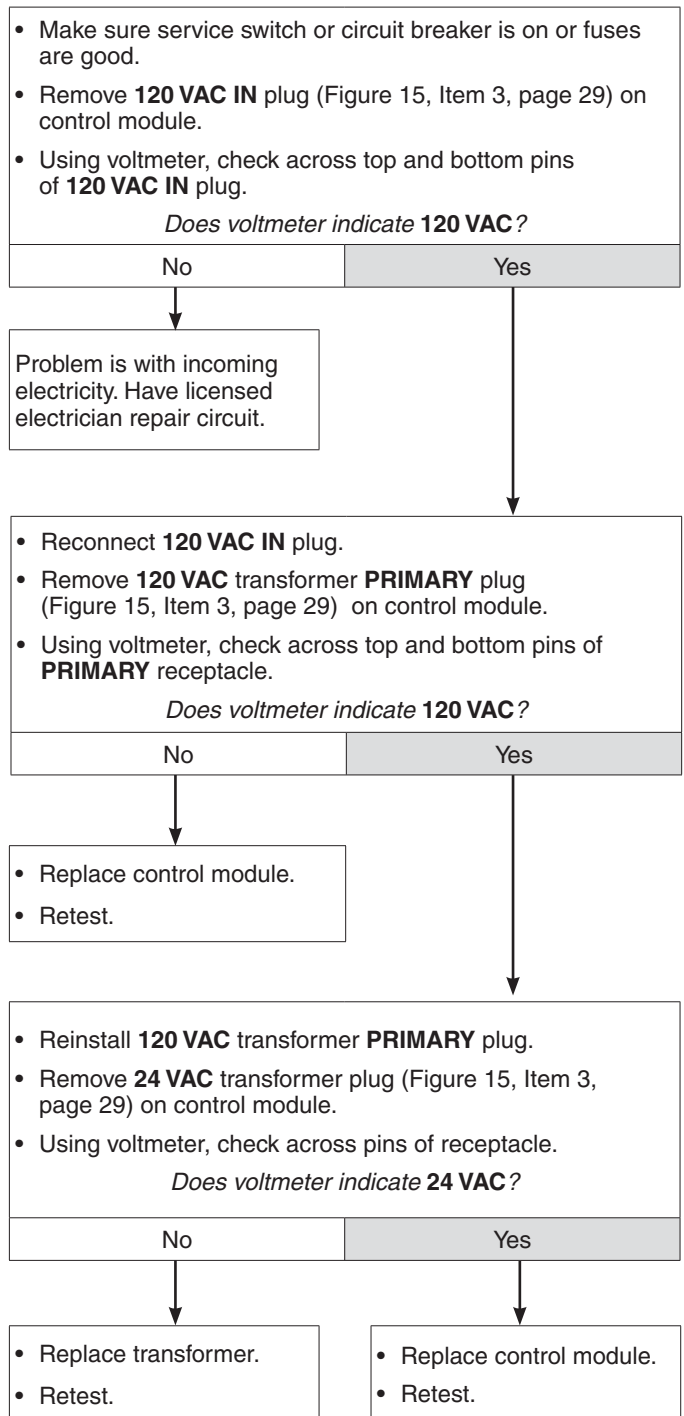 • Make sure service switch or circuit breaker is on or fuses
are good.
• Remove 120 VAC IN plug (Figure 15, Item 3, page 29) on
control module.
• Using voltmeter, check across top and bottom pins
of 120 VAC IN plug.
Does voltmeter indicate 120 VAC?
No
Yes
Problem is with incoming
electricity. Have licensed
electrician repair circuit.
• Reconnect 120 VAC IN plug.
• Remove 120 VAC transformer PRIMARY plug
(Figure 15, Item 3, page 29) on control module.
• Using voltmeter, check across top and bottom pins of
PRIMARY receptacle.
Does voltmeter indicate 120 VAC?
No
Yes
• Replace control module.
• Retest.
• Reinstall 120 VAC transformer PRIMARY plug.
• Remove 24 VAC transformer plug (Figure 15, Item 3,
page 29) on control module.
• Using voltmeter, check across pins of receptacle.
Does voltmeter indicate 24 VAC?
No
Yes
• Replace transformer.
• Retest.
• Replace control module.
• Retest.